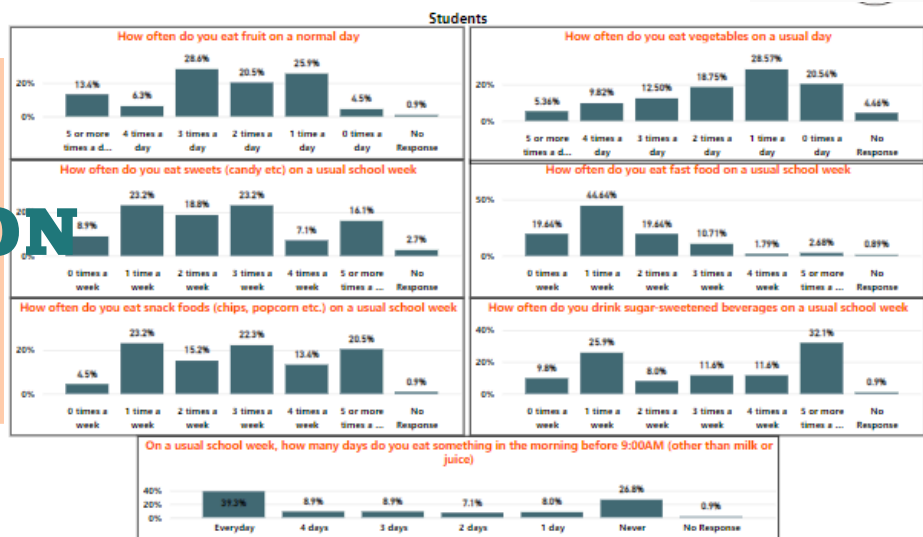 Students
How often do you eat fruit on a normal day
20%
0%
13.4%
6.3%
28.6%
20.5%
25.9%
4.5%
0.9%
5 or more times a d...
4 times a day
3 times a day
2 times a day
1 time a day
0 times a day
No Response
How often do you eat vegetables on a usual day
20%
0%
5.36%
9.82%
12.50%
18.75%
28.57%
20.54%
4.46%
5 or more times a d...
4 times a day
3 times a day
2 times a day
1 time a day
0 times a day
No Response
ON
How often do you eat sweets (candy etc) on a usual school week
8.9%
23.2%
18.8%
23.2%
7.1%
16.1%
2.7%
0 times a week
1 time a week
2 times a week
3 times a week
4 times a week
5 or more times a ...
No Response
How often do you eat fast food on a usual school week
50%
0%
19.64%
44.64%
19.64%
10.71%
1.79%
2.68%
0.89%
0 times a week
1 time a week
2 times a week
3 times a week
4 times a week
5 or more times a ...
No Response
How often do you eat snack foods (chips, popcorn etc.) on a usual school week
20%
0%
4.5%
23.2%
15.2%
22.3%
13.4%
20.5%
0.9%
0 times a week
1 time a week
2 times a week
3 times a week
4 times a week
5 or more times a ...
No Response
How often do you drink sugar-sweetened beverages on a usual school week
40%
20%
0%
9.8%
25.9%
8.0%
11.6%
11.6%
32.1%
0.9%
0 times a week
1 time a week
2 times a week
3 times a week
4 times a week
5 or more times a ...
No Response
On a usual school week, how many days do you eat something in the morning before 9:00AM (other than milk or
juice)
40%
20%
0%
39.3%
8.9%
8.9%
7.1%
8.0%
26.8%
0.9%
Everyday
4 days
3 days
2 days
1 day
Never
No Response